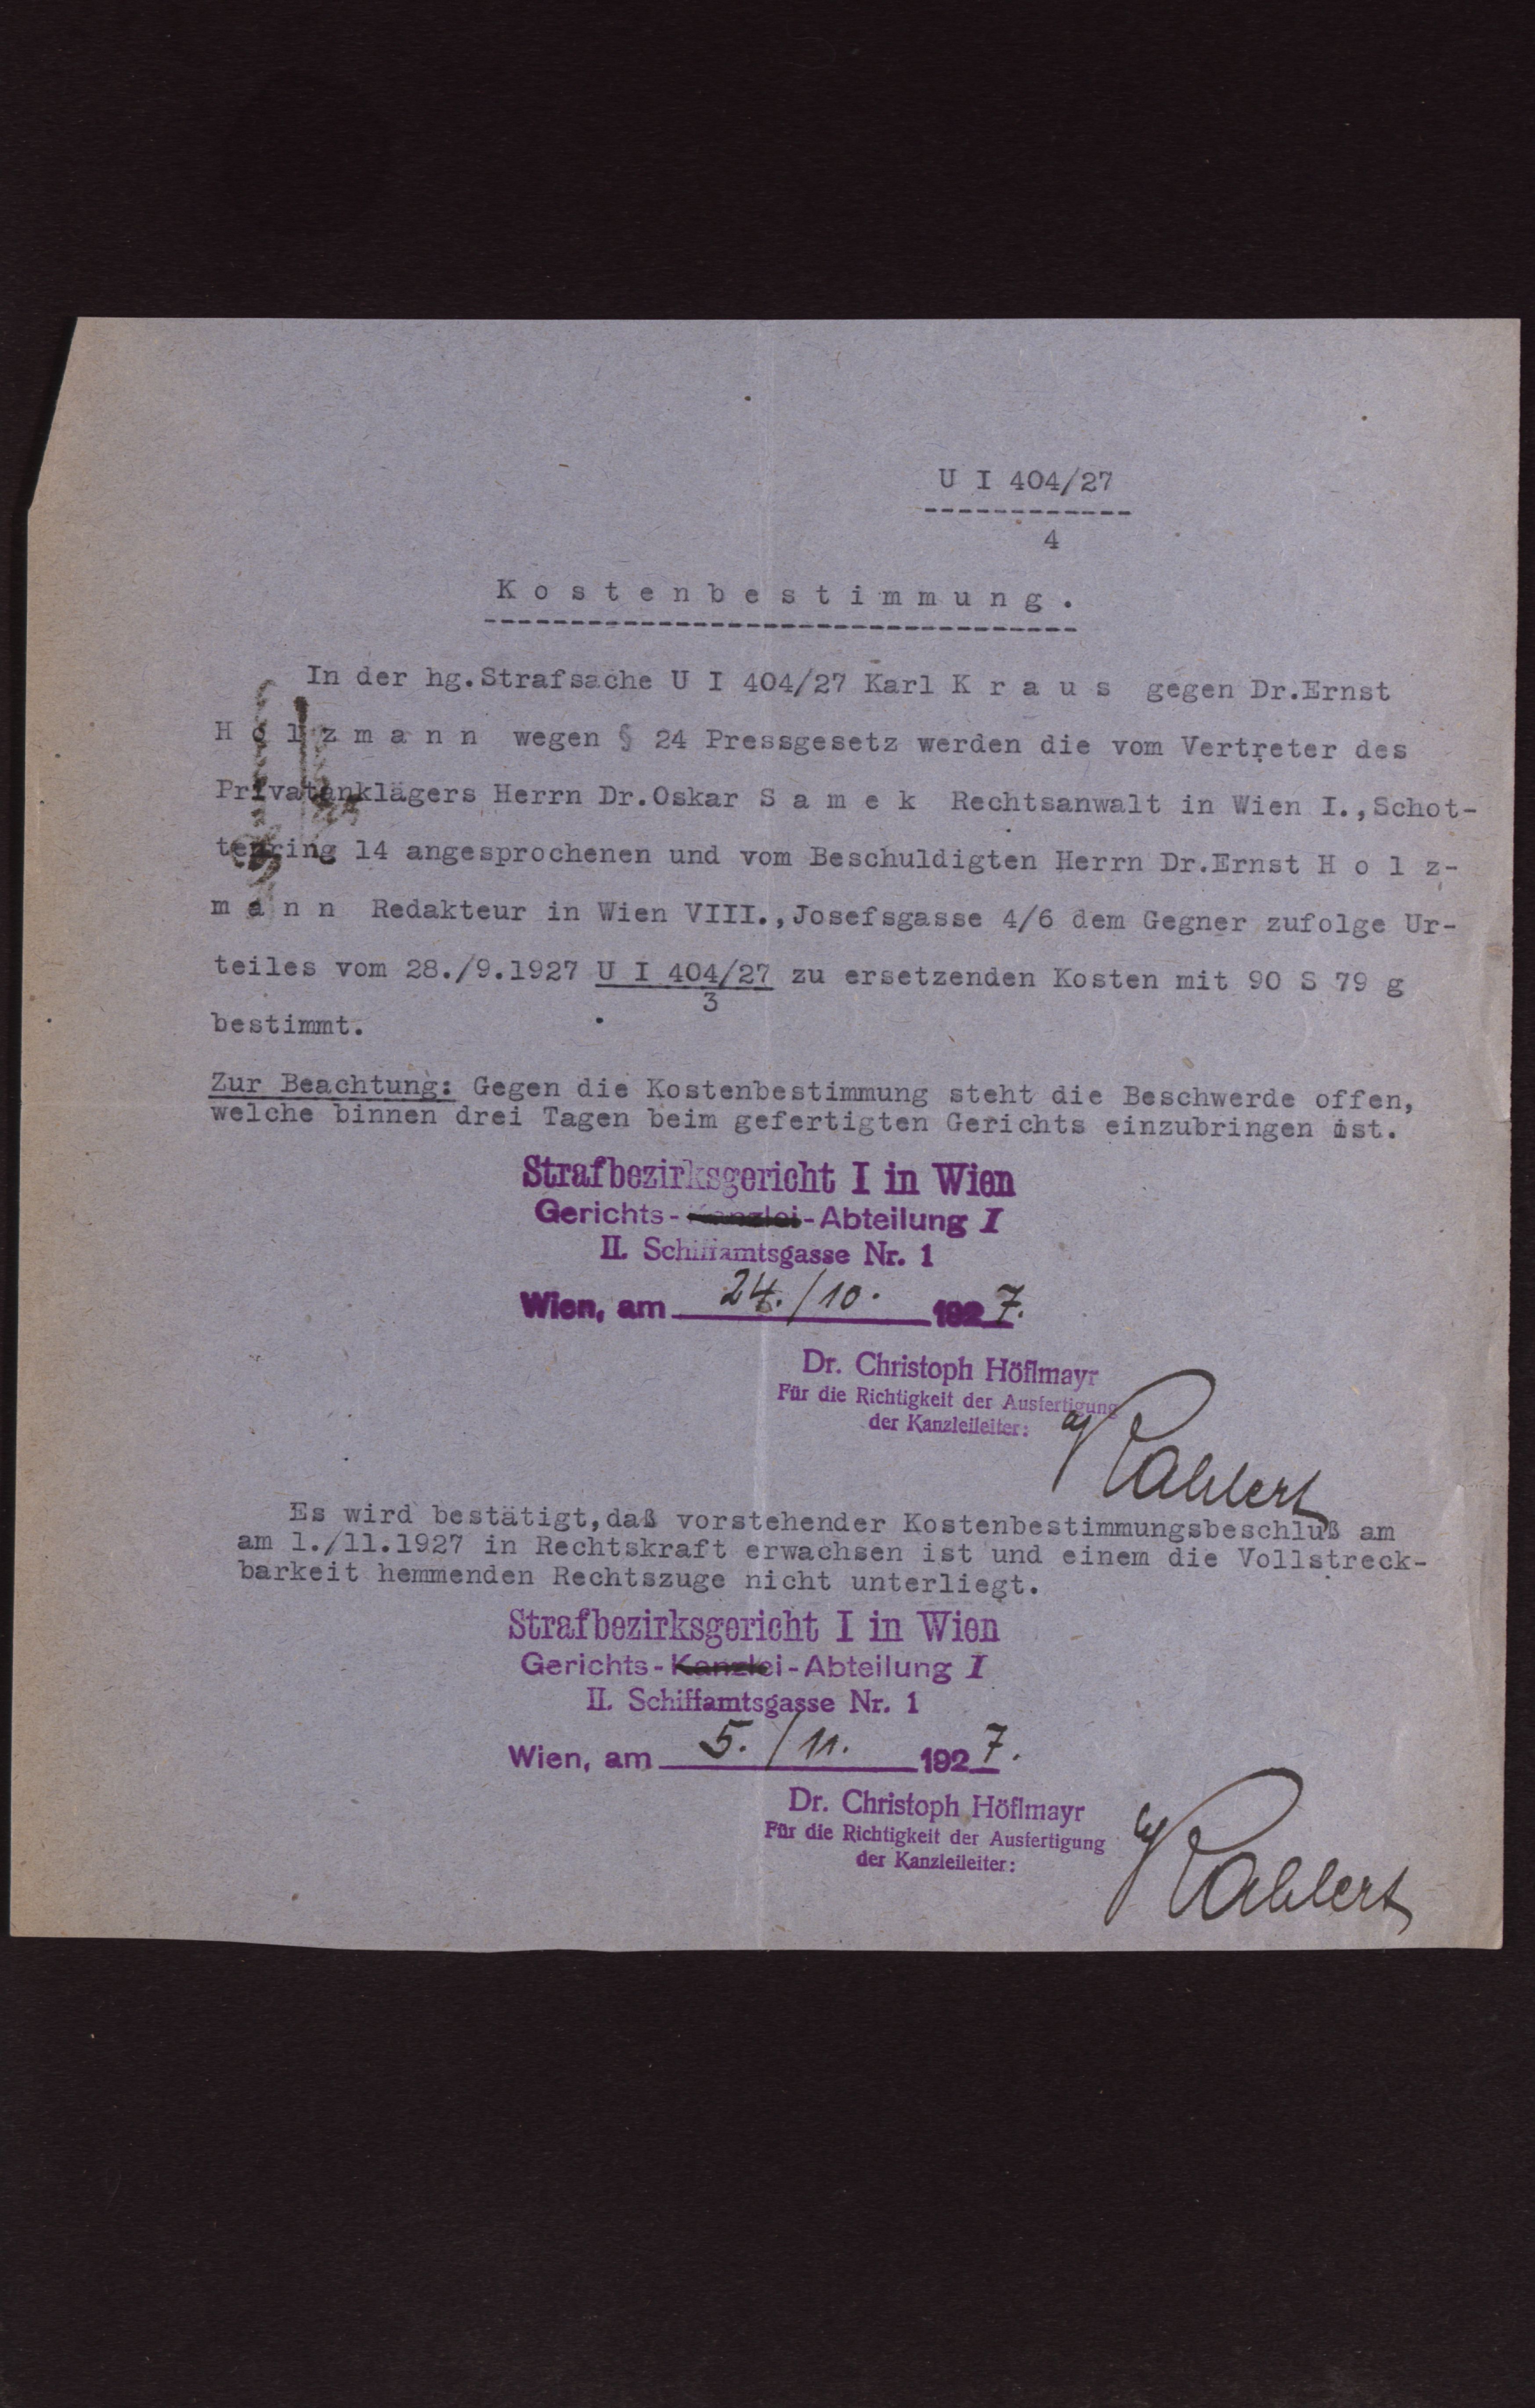 U I 404/27
4
Kostenbestimmung.
In der hg.Strafsache U I 404/27 Karl Kraus gegen Dr.Ernst
Holzmann wegen § 24 Pressgesetz werden die vom Vertreter des
Privatanklägers Herrn Dr.Oskar Samek Rechtsanwalt in Wien I.,Schot-
tenring 14 angesprochenen und vom Beschuldigten Herrn Dr.Ernst Holz-
mann Redakteur in Wien VIII.,Josefsgasse 4/6 dem Gegner zufolge Ur-
teiles vom 28./9.1927 U I 404/27 zu ersetzenden Kosten mit 90 S 79 g
3
bestimmt.
Zur Beachtung: Gegen die Kostenbestimmung steht die Beschwerde offen,
welche binnen drei Tagen beim gefertigten Gerichts einzubringen ist.
Strafbezirksgericht I in Wien
Gerichts-Kanzlei-Abteilung I
II. Schiffamtsgasse Nr. 1
Wien, am 24./10. 1927.
Dr. Christoph Höflmayr
Für die Richtigkeit der Ausfertigung
der Kanzleileiter:
Es wird bestätigt,daß vorstehender Kostenbestimmungsbeschluß am
am 1./11.1927 in Rechtskraft erwachsen ist und einem die Vollstreck-
barkeit hemmenden Rechtszuge nicht unterliegt.
Strafbezirksgericht I in Wien
Gerichts-Kanzlei-Abteilung I
II. Schiffamtsgasse Nr. 1
Wien, am 5./11. 1927.
Dr. Christoph Höflmayr
Für die Richtigkeit der Ausfertigung
der Kanzleileiter: